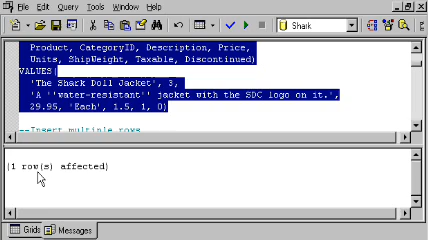 File Edit Query Tools Window Help
Shark
Product, CategoryID, Description, Price,
Units, ShipWeight, Taxable, Discontinued)
VALUES(
'The Shark Doll Jacket', 3,
'A ''water-resistant'' jacket with the SDC logo on it.',
29.95, 'Each', 1.5, 1, 0)
--Insert multiple rows
(1 row(s) affected)
Grids Messages